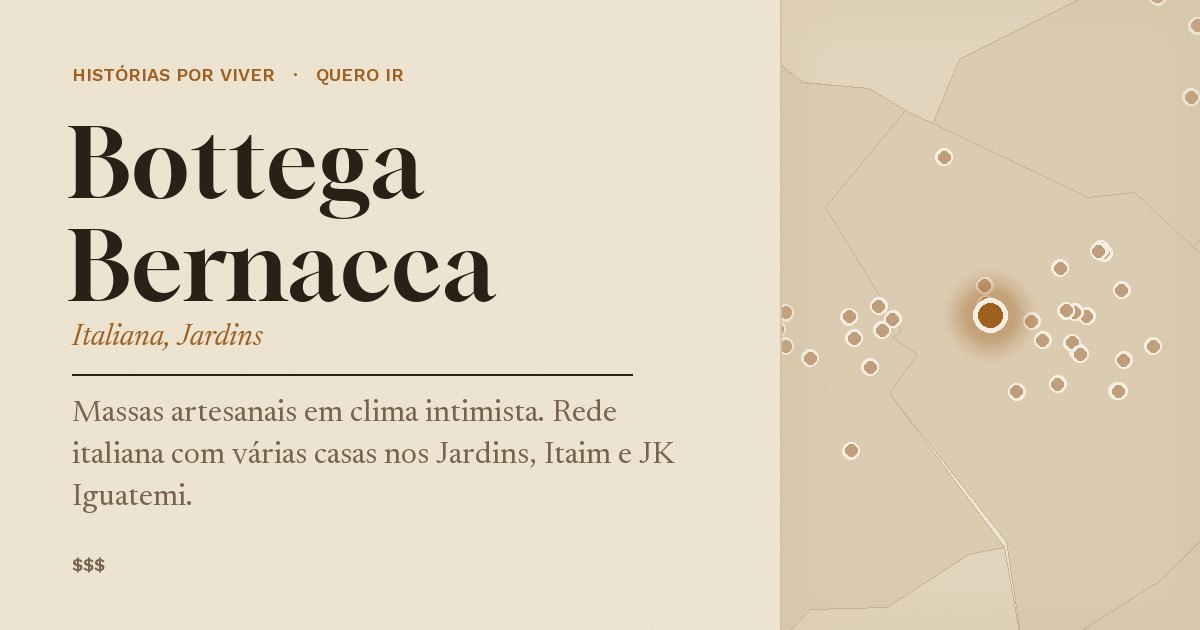 HISTÓRIAS POR VIVER · QUERO IR
Bottega
Bernacca
Italiana, Jardins
Massas artesanais em clima intimista. Rede
italiana com várias casas nos Jardins, Itaim e JK
Iguatemi.
$$$